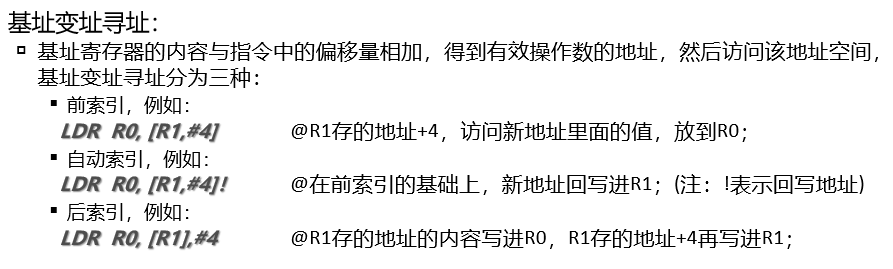 基址变址寻址：
基址寄存器的内容与指令中的偏移量相加，得到有效操作数的地址，然后访问该地址空间，
基址变址寻址分为三种：
前索引，例如：
LDR R0, [R1,#4] @R1存的地址+4，访问新地址里面的值，放到R0；
自动索引，例如：
LDR R0, [R1,#4]! @在前索引的基础上，新地址回写进R1；(注：!表示回写地址)
后索引，例如：
LDR R0, [R1],#4 @R1存的地址的内容写进R0，R1存的地址+4再写进R1；